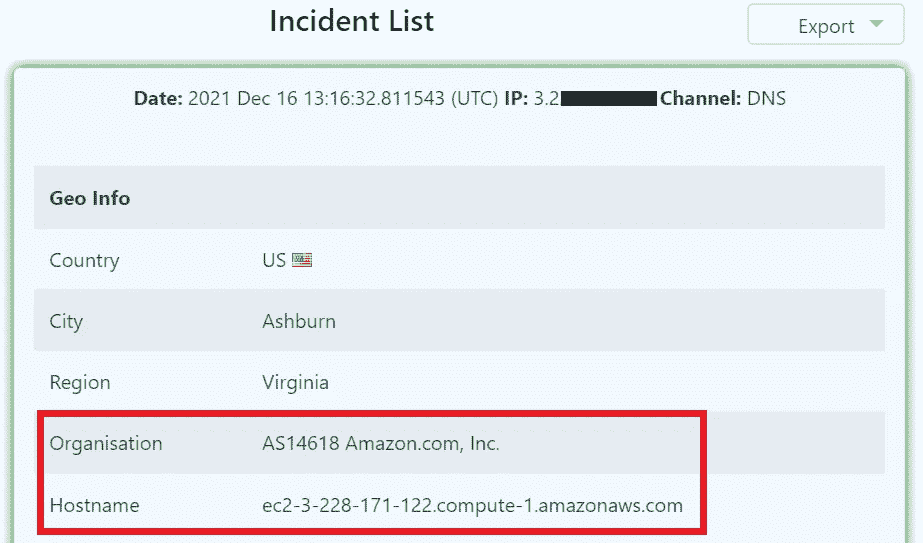 Incident List
Export
Date: 2021 Dec 16 13:16:32.811543 (UTC) IP: 3.2 Channel: DNS
Geo Info
Country US
City Ashburn
Region Virginia
Organisation AS14618 Amazon.com, Inc.
Hostname ec2-3-228-171-122.compute-1.amazonaws.com